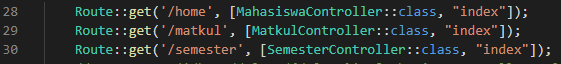 28 Route::get('/home', [MahasiswaController::class, "index"]);
29 Route::get('/matkul', [MatkulController::class, "index"]);
30 Route::get('/semester', [SemesterController::class, "index"]);